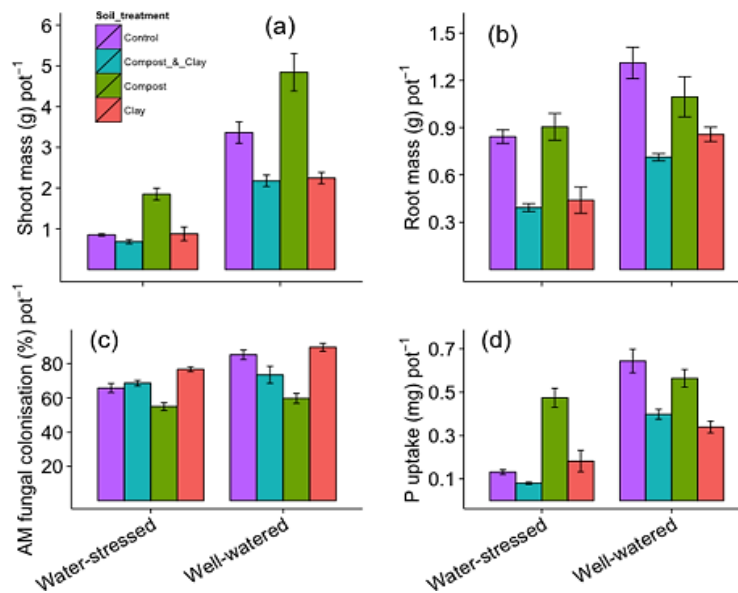 Soil_treatment
Control
Compost_&_Clay
Compost
Clay
(a)
Shoot mass (g) pot⁻¹
6
5
4
3
2
1
(b)
Root mass (g) pot⁻¹
1.5
1.2
0.9
0.6
0.3
(c)
AM fungal colonisation (%) pot⁻¹
80
60
40
20
Water-stressed
Well-watered
(d)
P uptake (mg) pot⁻¹
0.7
0.5
0.3
0.1
Water-stressed
Well-watered